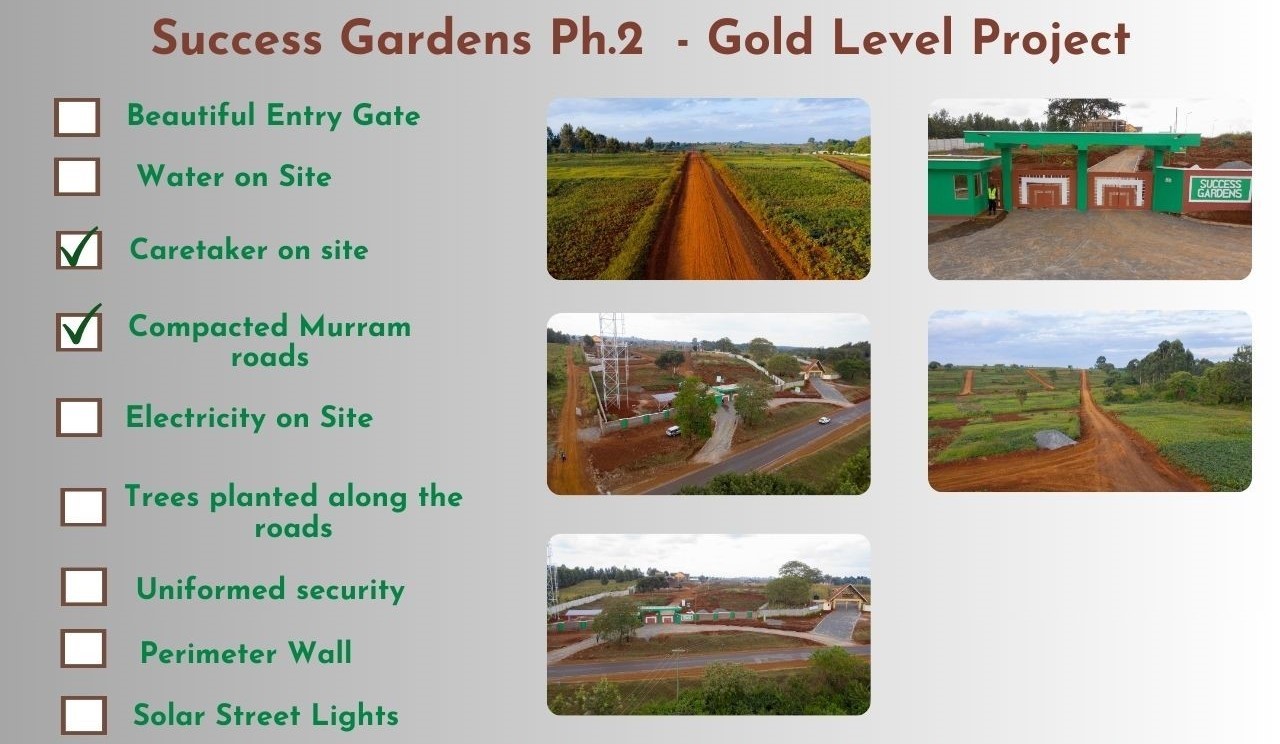 Success Gardens Ph.2 - Gold Level Project
Beautiful Entry Gate
Water on Site
Caretaker on site
Compacted Murram
roads
Electricity on Site
Trees planted along the
roads
Uniformed security
Perimeter Wall
Solar Street Lights
SUCCESS
GARDENS